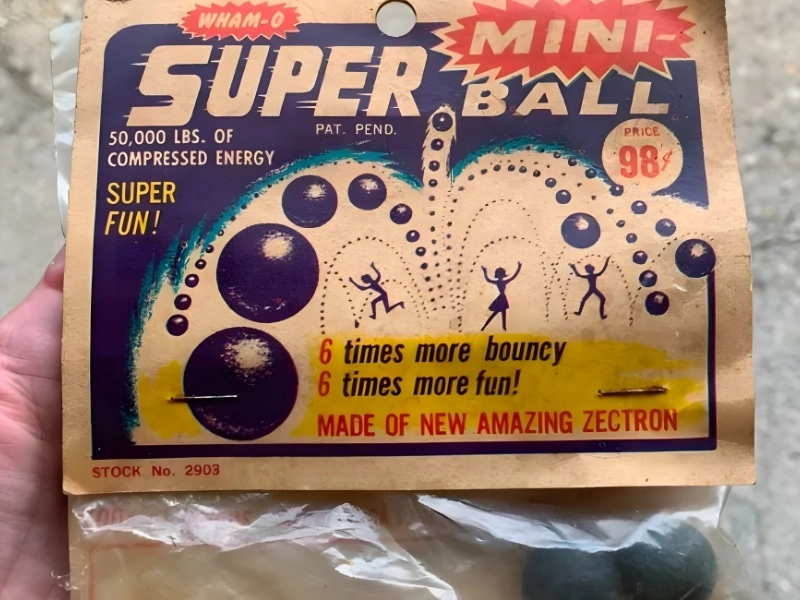 WHAM-O
MINI-
SUPER
BALL
PAT. PEND.
50,000 LBS. OF
COMPRESSED ENERGY
SUPER
FUN!
PRICE
98¢
6 times more bouncy
6 times more fun!
MADE OF NEW AMAZING ZECTRON
STOCK No. 2903